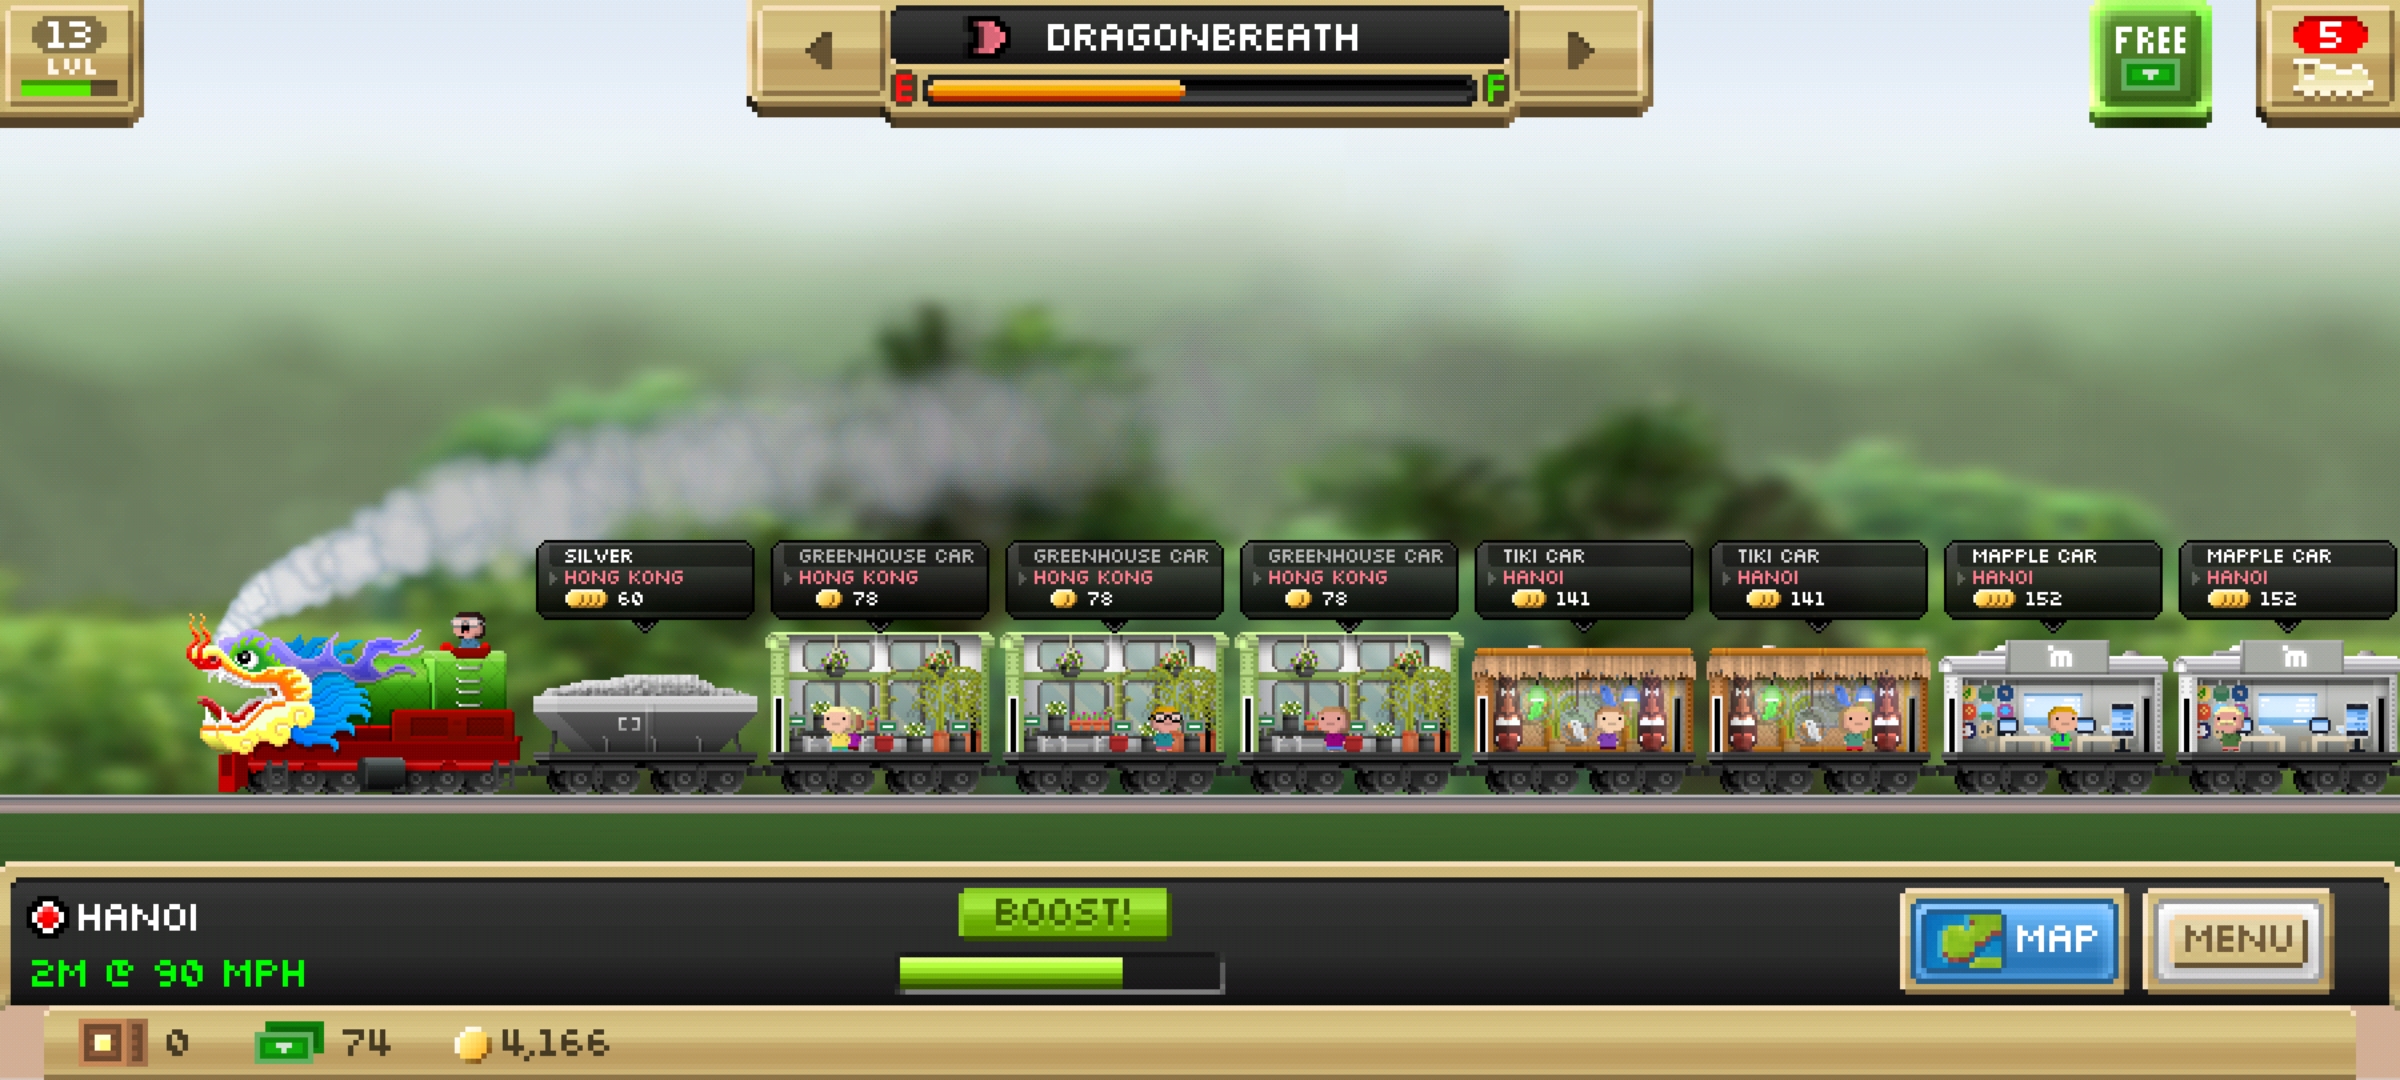 13
LVL
DRAGONBREATH
E
F
FREE
5
SILVER
HONG KONG
60
GREENHOUSE CAR
HONG KONG
78
GREENHOUSE CAR
HONG KONG
78
GREENHOUSE CAR
HONG KONG
78
TIKI CAR
HANOI
141
TIKI CAR
HANOI
141
MAPPLE CAR
HANOI
152
MAPPLE CAR
HANOI
152
m
m
HANOI
2M @ 90 MPH
BOOST!
MAP
MENU
0
74
4,166